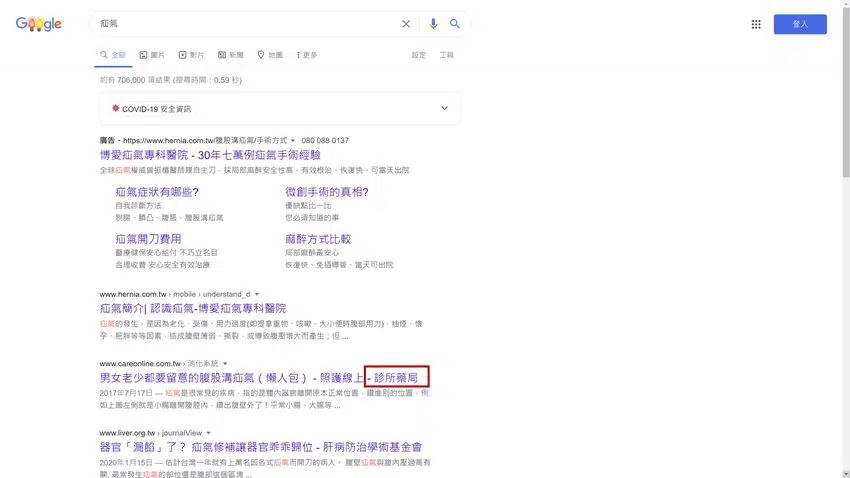 Google
疝氣
登入
全部 圖片 影片 新聞 地圖 更多 設定 工具
約有 706,000 項結果 (搜尋時間：0.59 秒)
COVID-19 安全資訊
廣告・https://www.hernia.com.tw/腹股溝疝氣/手術方式 080 088 0137
博愛疝氣專科醫院 - 30年七萬例疝氣手術經驗
全球疝氣權威曾振櫃醫師親自主刀，採局部麻醉安全性高，有效根治、恢復快、可當天出院
疝氣症狀有哪些?
自我診斷方法
脫腸、膨凸、腹脹、腹股溝疝氣
微創手術的真相?
優缺點比一比
您必須知道的事
疝氣開刀費用
醫療健保安心給付 不巧立名目
合理收費 安心安全有效治療
麻醉方式比較
局部麻醉最安心
恢復快、免插導管、當天可出院
www.hernia.com.tw › mobile › understand_d
疝氣簡介| 認識疝氣-博愛疝氣專科醫院
疝氣的發生，是因為老化、受傷、用力過度(如提拿重物、咳嗽、大小便時腹部用力)，抽煙、懷
孕、肥胖等等因素，造成腹壁薄弱、撕裂，或導致腹壓增大而產生；但 ...
www.careonline.com.tw › 消化系統
男女老少都要留意的腹股溝疝氣（懶人包） - 照護線上 - 診所藥局
2017年7月17日 — 疝氣是很常見的疾病，指的是體內器官離開原本正常位置，鑽進別的位置，例
如上圖左側就是小腸離開腹腔內，鑽出腹壁外了！平常小腸、大腸等 ...
www.liver.org.tw › journalView
器官「漏餡」了？ 疝氣修補讓器官乖乖歸位 - 肝病防治學術基金會
2020年1月15日 — 估計台灣一年就有上萬名因各式疝氣而開刀的病人。 腹壁疝氣與腹內壓過高有
關, 最常發生疝氣的部位還是腹部這個區塊 ...